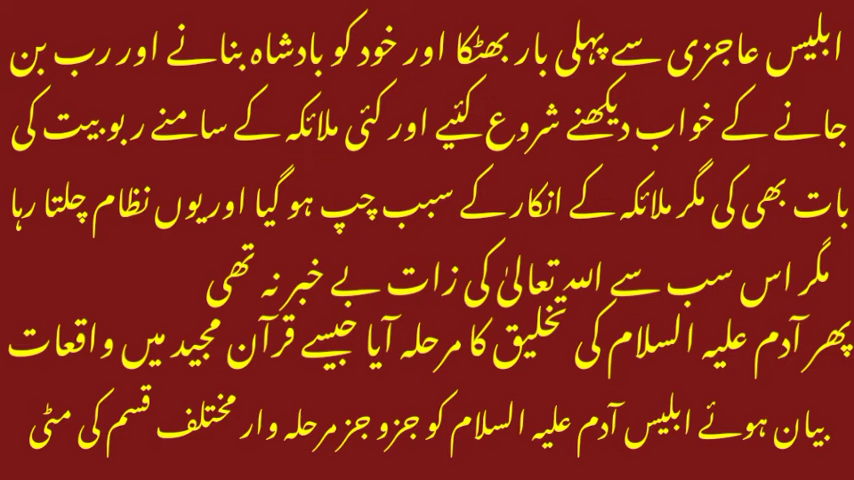 ابلیس عاجزی سے پہلی بار بھٹکا اور خود کو بادشاہ بنانے اور رب بن
جانے کے خواب دیکھنے شروع کئیے اور کئی ملائکہ کے سامنے ربوبیت کی
بات بھی کی مگر ملائکہ کے انکار کے سبب چپ ہو گیا اور یوں نظام چلتا رہا
مگر اس سب سے اللہ تعالیٰ کی زات بے خبر نہ تھی
پھر آدم علیہ السلام کی تخلیق کا مرحلہ آیا جیسے قرآن مجید میں واقعات
بیان ہوئے ابلیس آدم علیہ السلام کو جزو جز مرحلہ وار مختلف قسم کی مٹی